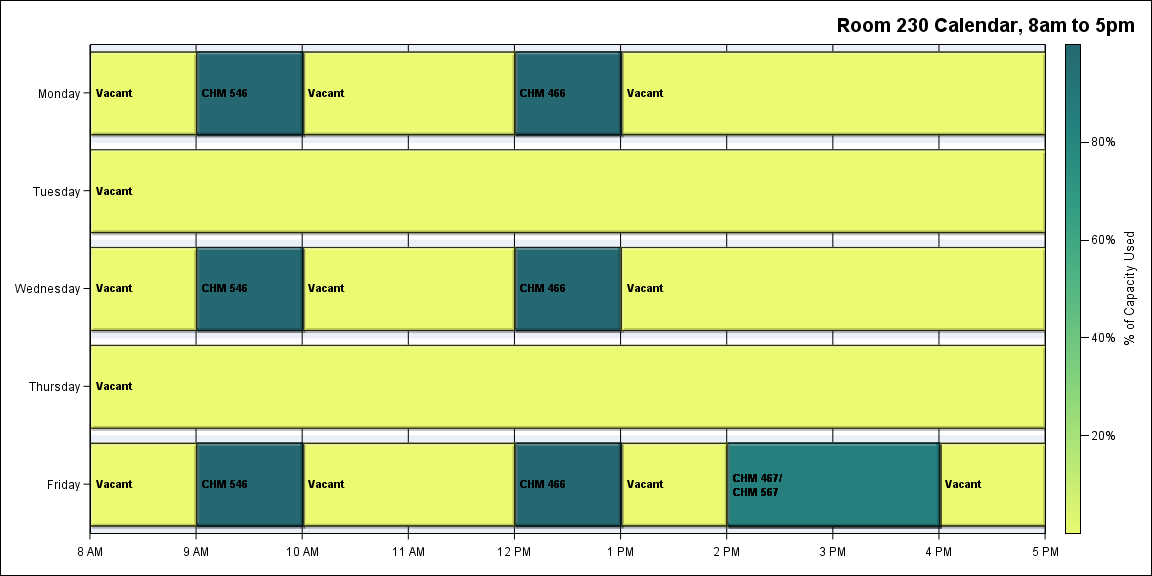 Room 230 Calendar, 8am to 5pm
Monday
Vacant
CHM 546
Vacant
CHM 466
Vacant
Tuesday
Vacant
Wednesday
Vacant
CHM 546
Vacant
CHM 466
Vacant
Thursday
Vacant
Friday
Vacant
CHM 546
Vacant
CHM 466
Vacant
CHM 467/
CHM 567
Vacant
8 AM
9 AM
10 AM
11 AM
12 PM
1 PM
2 PM
3 PM
4 PM
5 PM
80%
60%
40%
20%
% of Capacity Used